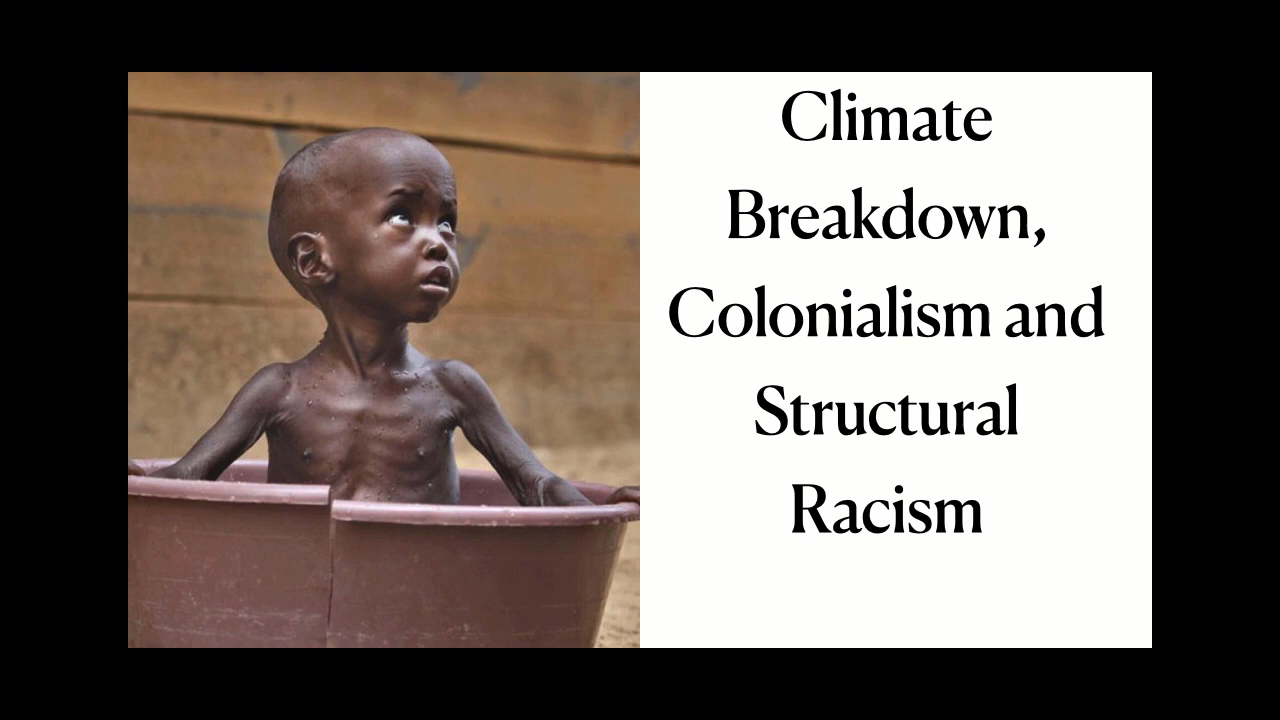 Climate
Breakdown,
Colonialism and
Structural
Racism